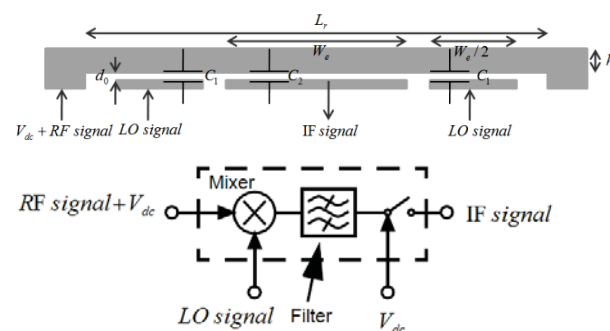 L_r
W_e
W_e/2
h
d_0
C_1
C_2
C_1
V_dc + RF signal
LO signal
IF signal
LO signal
Mixer
RF signal+V_dc
IF signal
LO signal
Filter
V_dc